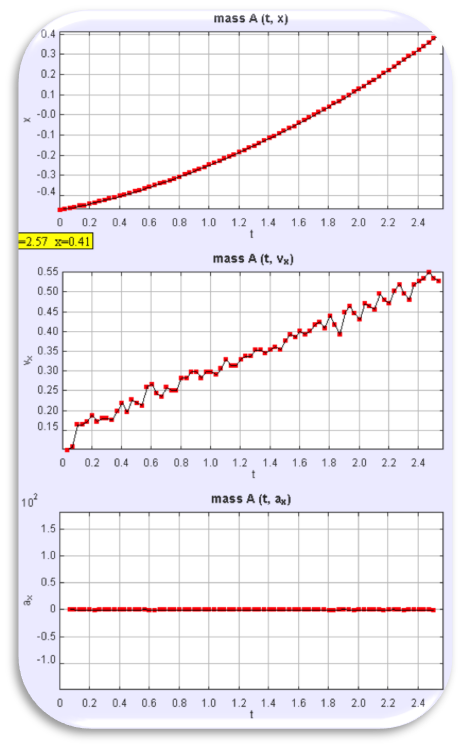 mass A (t, x)
0.4
0.3
0.2
0.1
-0.0
-0.1
-0.2
-0.3
-0.4
x
0 0.2 0.4 0.6 0.8 1.0 1.2 1.4 1.6 1.8 2.0 2.2 2.4
t
=2.57 x=0.41
mass A (t, vx)
0.55
0.50
0.45
0.40
0.35
0.30
0.25
0.20
0.15
vx
0 0.2 0.4 0.6 0.8 1.0 1.2 1.4 1.6 1.8 2.0 2.2 2.4
t
mass A (t, ax)
10²
1.5
1.0
0.5
0
-0.5
-1.0
ax
0 0.2 0.4 0.6 0.8 1.0 1.2 1.4 1.6 1.8 2.0 2.2 2.4
t